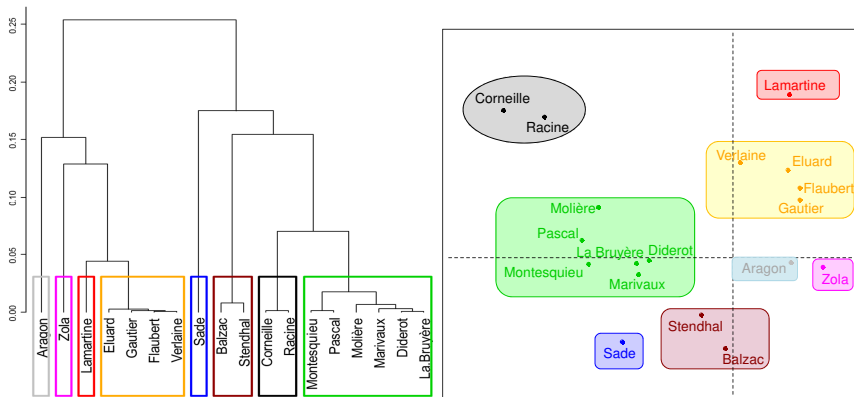 0.25
0.20
0.15
0.10
0.05
0.00
Aragon
Zola
Lamartine
Eluard
Gautier
Flaubert
Verlaine
Sade
Balzac
Stendhal
Corneille
Racine
Montesquieu
Pascal
Molière
Marivaux
Diderot
La.Bruyère
Lamartine
Corneille
Racine
Verlaine
Eluard
Flaubert
Gautier
Molière
Pascal
La Bruyère Diderot
Montesquieu
Marivaux
Aragon
Zola
Stendhal
Sade
Balzac